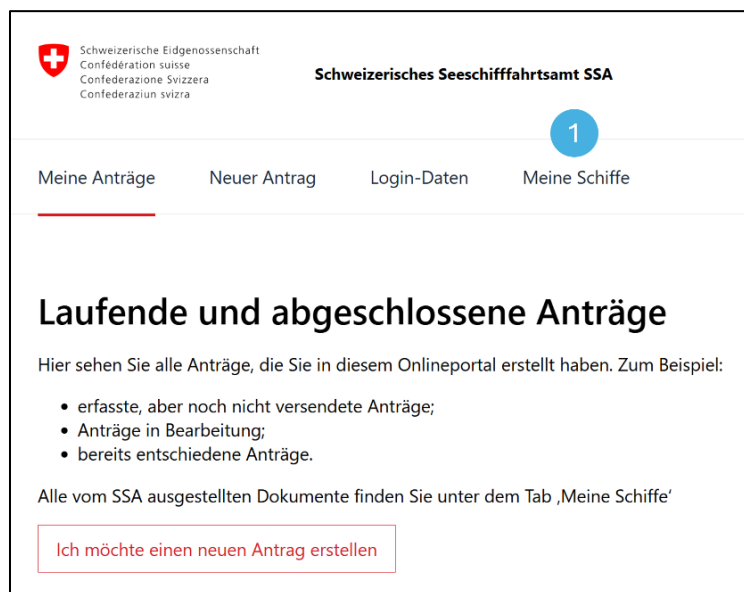 Schweizerische Eidgenossenschaft
Confédération suisse
Confederazione Svizzera
Confederaziun svizra
Schweizerisches Seeschifffahrtsamt SSA
1
Meine Anträge Neuer Antrag Login-Daten Meine Schiffe
Laufende und abgeschlossene Anträge
Hier sehen Sie alle Anträge, die Sie in diesem Onlineportal erstellt haben. Zum Beispiel:
• erfasste, aber noch nicht versendete Anträge;
• Anträge in Bearbeitung;
• bereits entschiedene Anträge.
Alle vom SSA ausgestellten Dokumente finden Sie unter dem Tab ‚Meine Schiffe‘
Ich möchte einen neuen Antrag erstellen